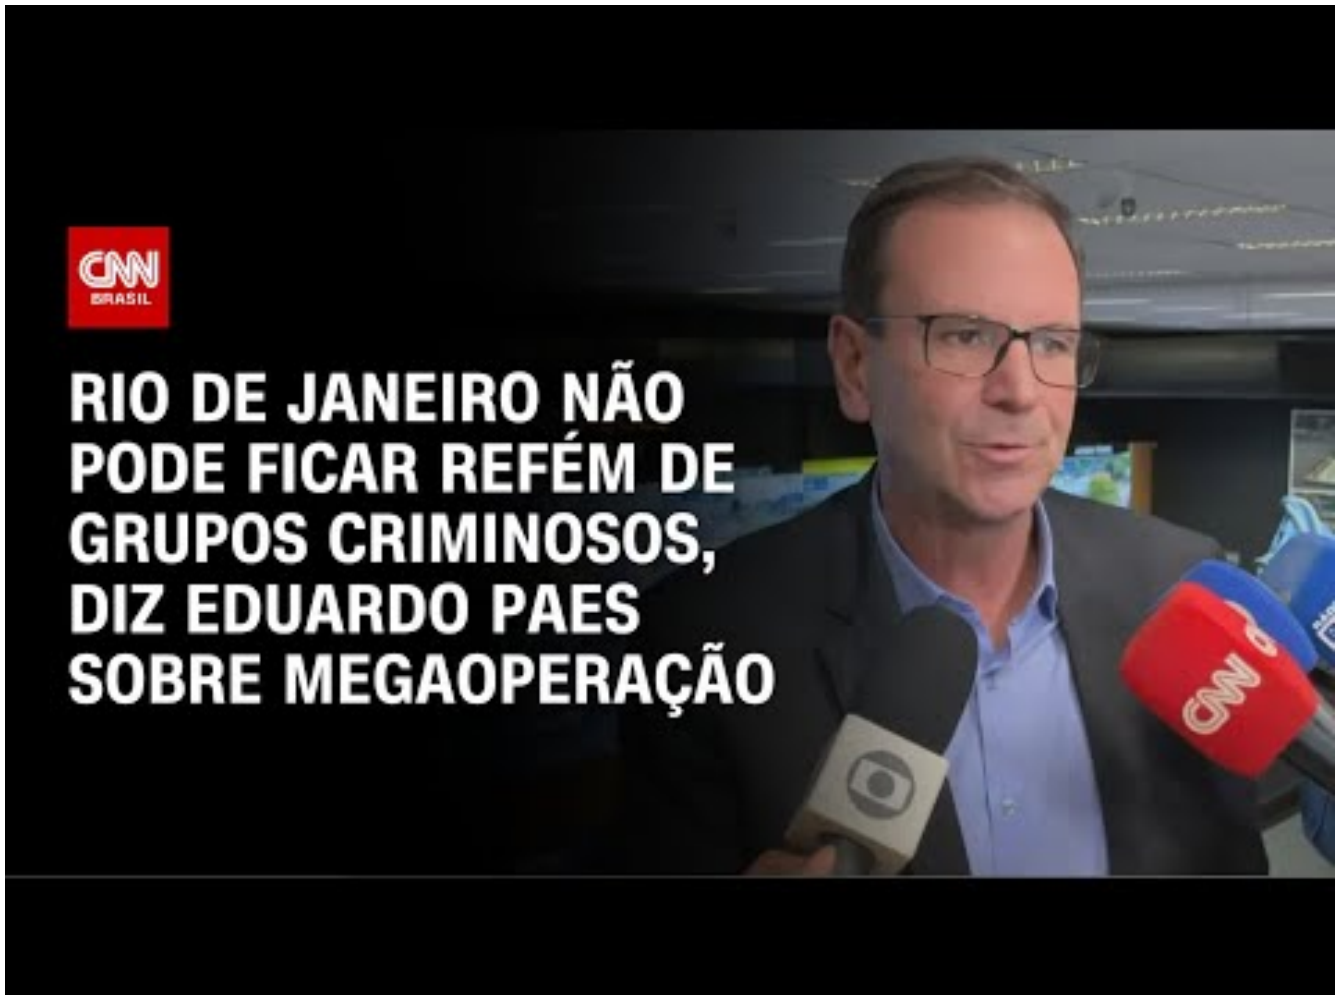 CNN
BRASIL
RIO DE JANEIRO NÃO
PODE FICAR REFÉM DE
GRUPOS CRIMINOSOS,
DIZ EDUARDO PAES
SOBRE MEGAOPERAÇÃO
CNN